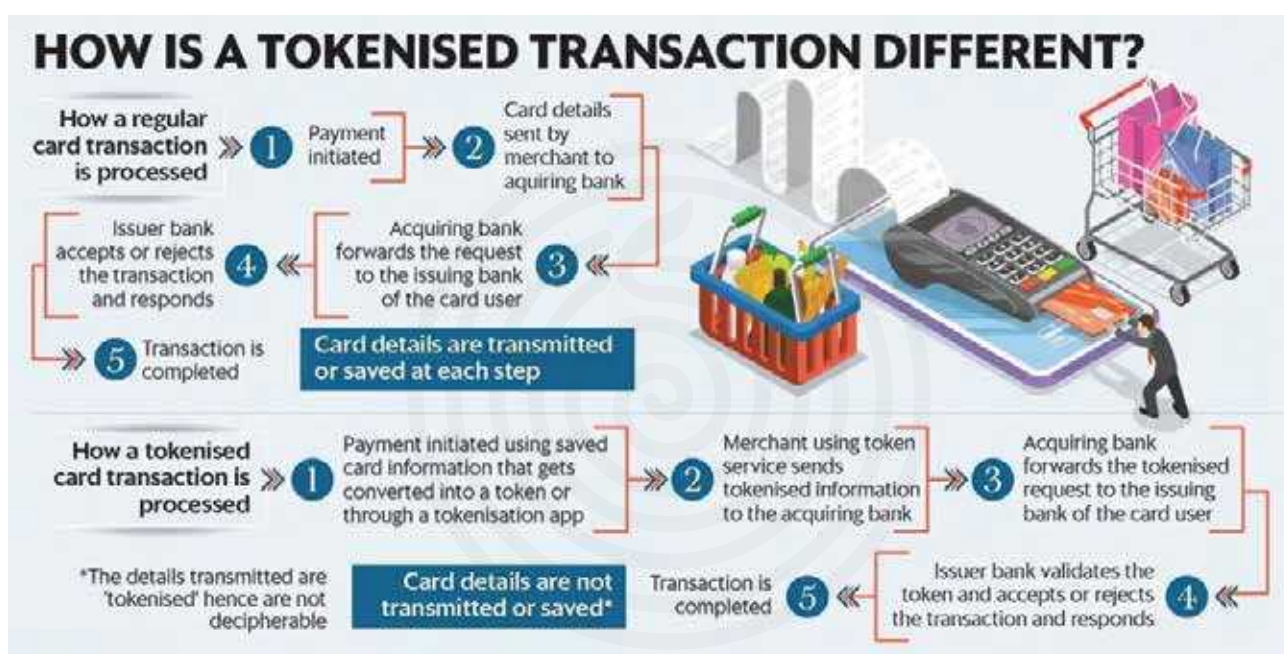 HOW IS A TOKENISED TRANSACTION DIFFERENT?
How a regular
card transaction
is processed
1
Payment
initiated
2
Card details
sent by
merchant to
aquiring bank
3
Acquiring bank
forwards the request
to the issuing bank
of the card user
4
Issuer bank
accepts or rejects
the transaction
and responds
5
Transaction is
completed
Card details are transmitted
or saved at each step
How a tokenised
card transaction is
processed
1
Payment initiated using saved
card information that gets
converted into a token or
through a tokenisation app
2
Merchant using token
service sends
tokenised information
to the acquiring bank
3
Acquiring bank
forwards the tokenised
request to the issuing
bank of the card user
4
Issuer bank validates the
token and accepts or rejects
the transaction and responds
5
Transaction is
completed
Card details are not
transmitted or saved*
*The details transmitted are
'tokenised' hence are not
decipherable